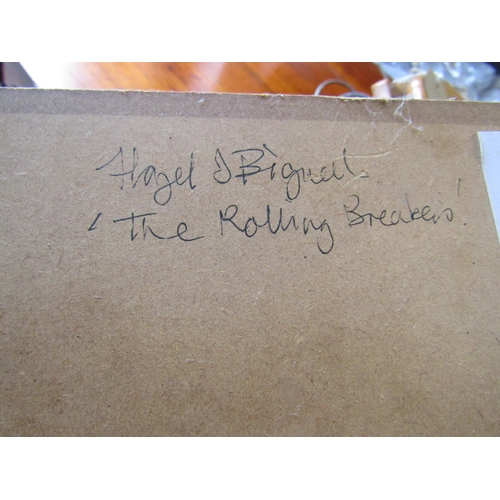 Hazel J Bignell
'The Rolling Breakers'